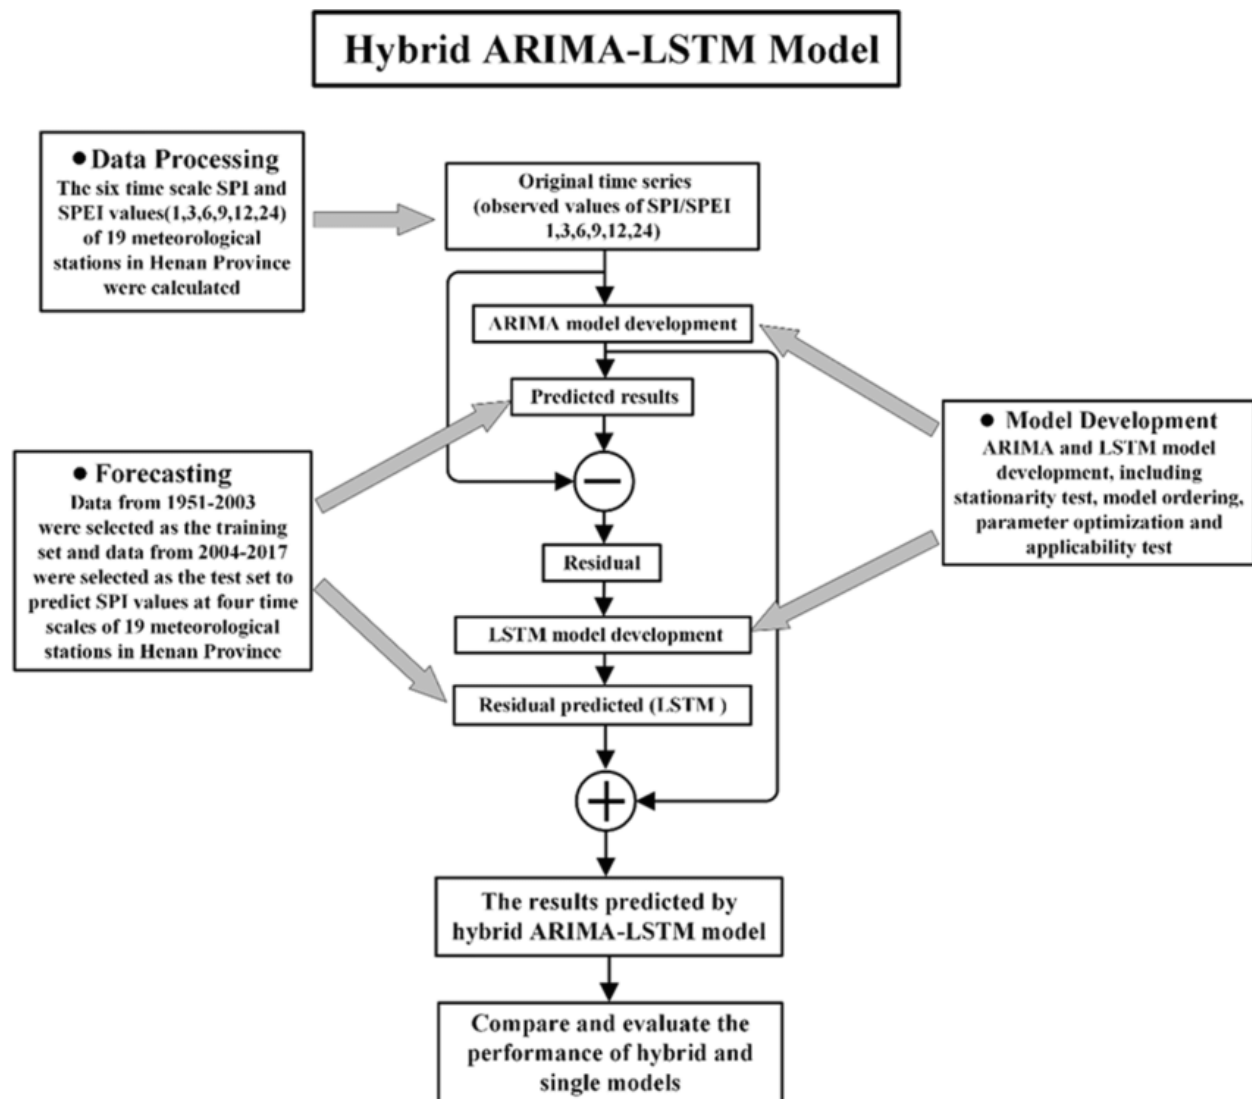 Hybrid ARIMA-LSTM Model
● Data Processing
The six time scale SPI and
SPEI values(1,3,6,9,12,24)
of 19 meteorological
stations in Henan Province
were calculated
Original time series
(observed values of SPI/SPEI
1,3,6,9,12,24)
ARIMA model development
Predicted results
● Forecasting
Data from 1951-2003
were selected as the training
set and data from 2004-2017
were selected as the test set to
predict SPI values at four time
scales of 19 meteorological
stations in Henan Province
● Model Development
ARIMA and LSTM model
development, including
stationarity test, model ordering,
parameter optimization and
applicability test
−
Residual
LSTM model development
Residual predicted (LSTM )
+
The results predicted by
hybrid ARIMA-LSTM model
Compare and evaluate the
performance of hybrid and
single models